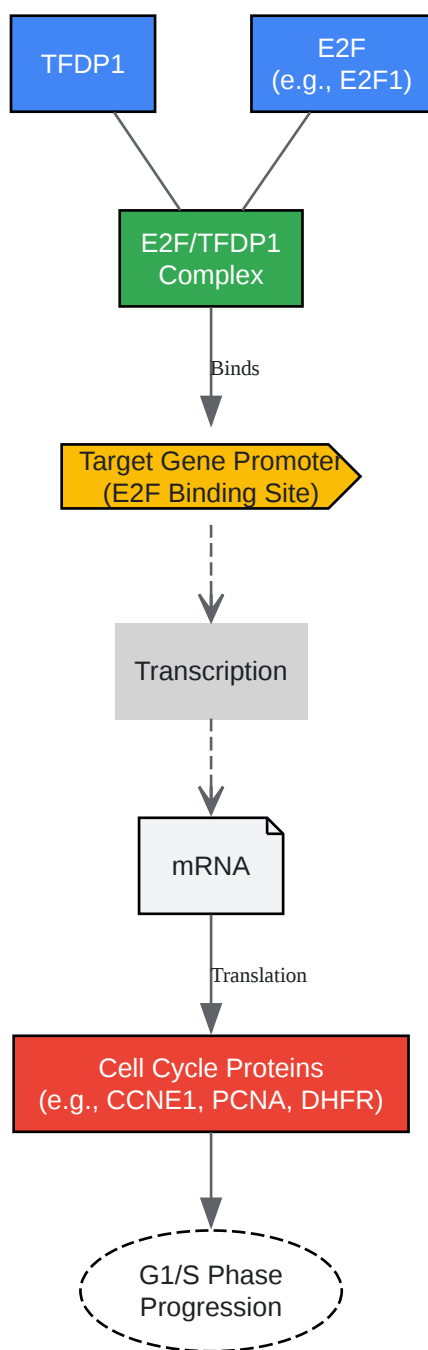 TFDP1
E2F
(e.g., E2F1)
E2F/TFDP1
Complex
Binds
Target Gene Promoter
(E2F Binding Site)
Transcription
mRNA
Translation
Cell Cycle Proteins
(e.g., CCNE1, PCNA, DHFR)
G1/S Phase
Progression